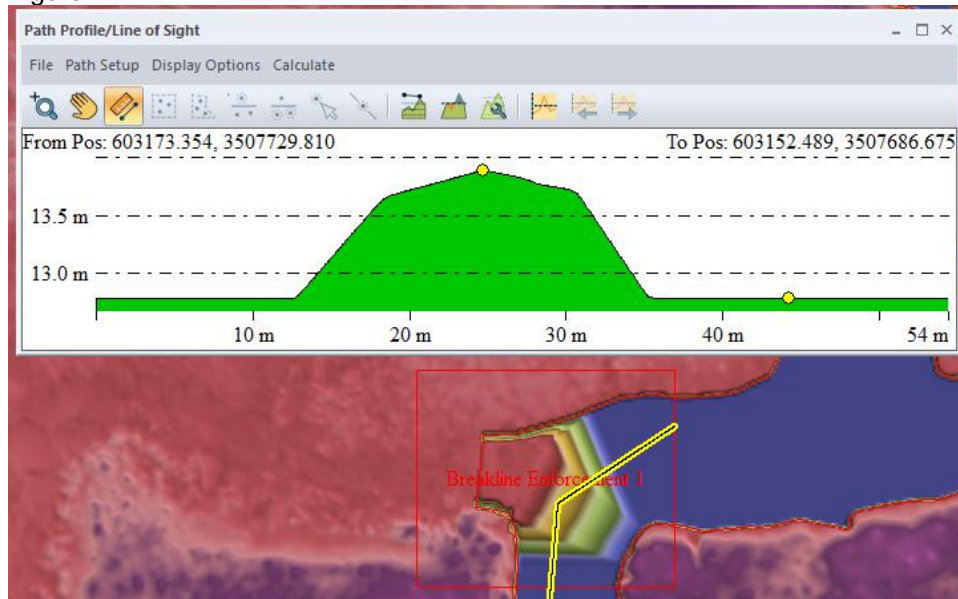 Path Profile/Line of Sight
File Path Setup Display Options Calculate
From Pos: 603173.354, 3507729.810 To Pos: 603152.489, 3507686.675
13.5 m
13.0 m
10 m 20 m 30 m 40 m 54 m
Breakline Enforcement 1